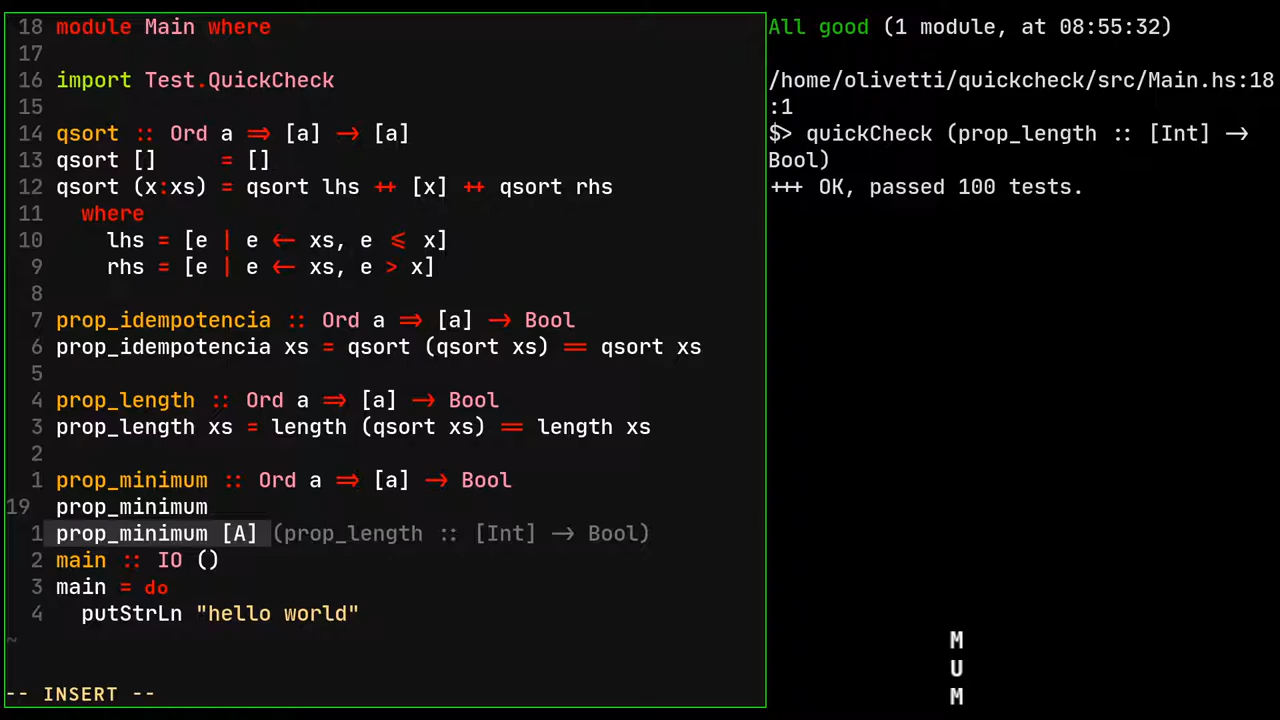 18 module Main where
17
16 import Test.QuickCheck
15
14 qsort :: Ord a => [a] -> [a]
13 qsort [] = []
12 qsort (x:xs) = qsort lhs ++ [x] ++ qsort rhs
11 where
10 lhs = [e | e <- xs, e <= x]
9 rhs = [e | e <- xs, e > x]
8
7 prop_idempotencia :: Ord a => [a] -> Bool
6 prop_idempotencia xs = qsort (qsort xs) == qsort xs
5
4 prop_length :: Ord a => [a] -> Bool
3 prop_length xs = length (qsort xs) == length xs
2
1 prop_minimum :: Ord a => [a] -> Bool
19 prop_minimum
1 prop_minimum [A] (prop_length :: [Int] -> Bool)
2 main :: IO ()
3 main = do
4 putStrLn "hello world"
~
-- INSERT --
All good (1 module, at 08:55:32)
/home/olivetti/quickcheck/src/Main.hs:18
:1
$> quickCheck (prop_length :: [Int] ->
Bool)
+++ OK, passed 100 tests.
M
U
M